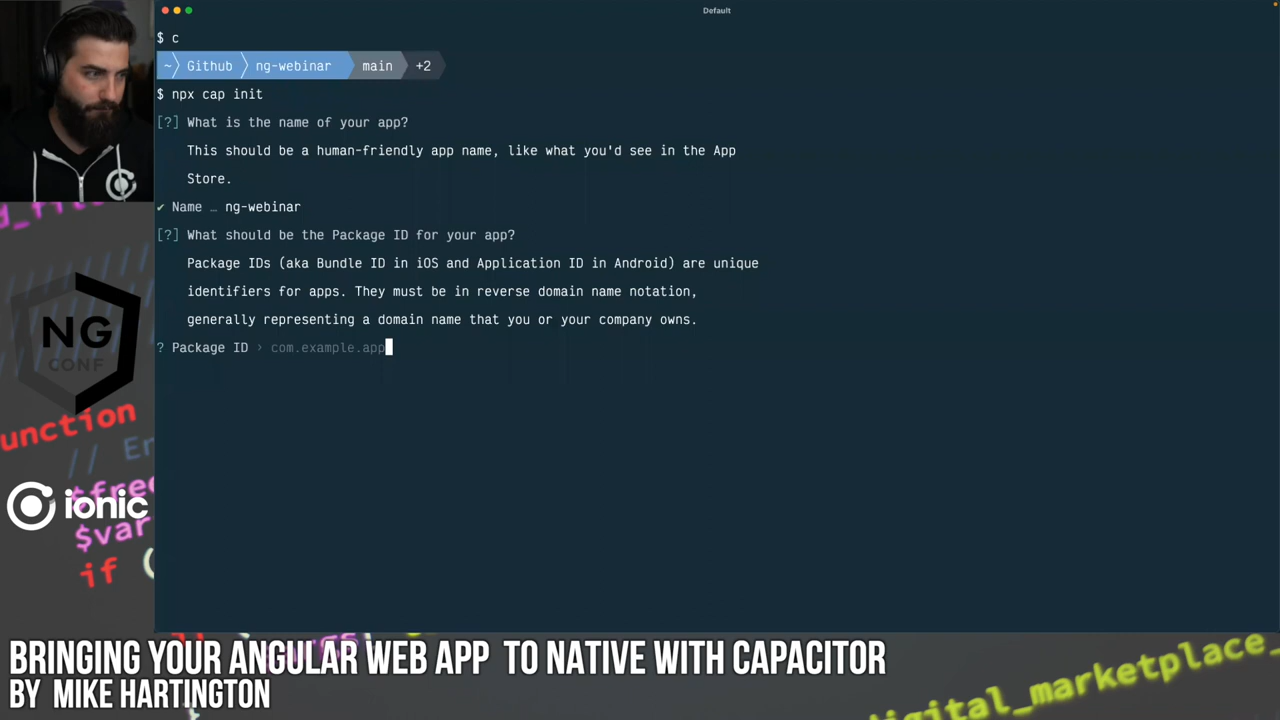 Default
$ c
~ Github ng-webinar main +2
$ npx cap init
[?] What is the name of your app?
This should be a human-friendly app name, like what you'd see in the App
Store.
✔ Name … ng-webinar
[?] What should be the Package ID for your app?
Package IDs (aka Bundle ID in iOS and Application ID in Android) are unique
identifiers for apps. They must be in reverse domain name notation,
generally representing a domain name that you or your company owns.
? Package ID › com.example.app
NG
CONF
unction
// En
$free
ionic
$var
if (
BRINGING YOUR ANGULAR WEB APP TO NATIVE WITH CAPACITOR
BY MIKE HARTINGTON
digital_marketplace_